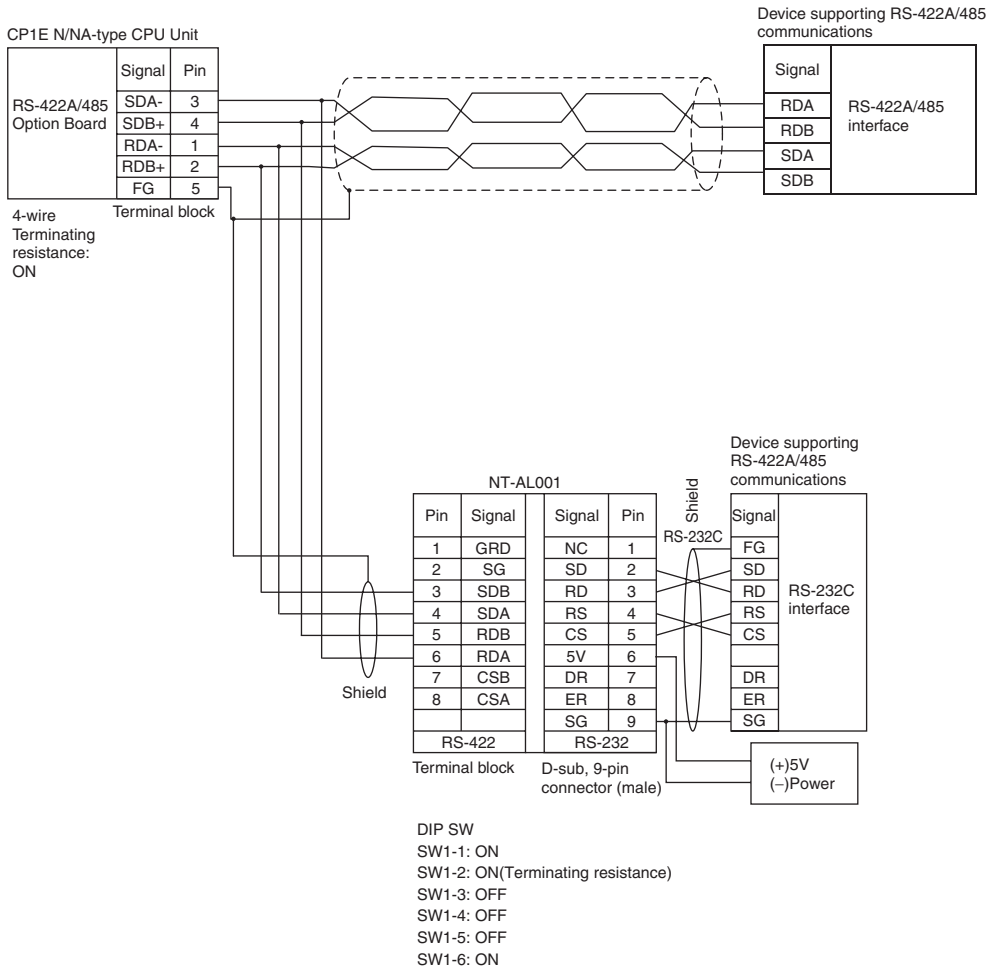 CP1E N/NA-type CPU Unit
Signal Pin
RS-422A/485
Option Board
SDA- 3
SDB+ 4
RDA- 1
RDB+ 2
FG 5
4-wire
Terminating
resistance:
ON
Terminal block
Device supporting RS-422A/485
communications
Signal
RDA
RDB
SDA
SDB
RS-422A/485
interface
NT-AL001
Pin Signal Signal Pin
1 GRD NC 1
2 SG SD 2
3 SDB RD 3
4 SDA RS 4
5 RDB CS 5
6 RDA 5V 6
7 CSB DR 7
8 CSA ER 8
SG 9
RS-422 RS-232
Terminal block
D-sub, 9-pin
connector (male)
Shield
Shield
RS-232C
Device supporting
RS-422A/485
communications
Signal
FG
SD
RD
RS
CS
DR
ER
SG
RS-232C
interface
(+)5V
(−)Power
DIP SW
SW1-1: ON
SW1-2: ON(Terminating resistance)
SW1-3: OFF
SW1-4: OFF
SW1-5: OFF
SW1-6: ON